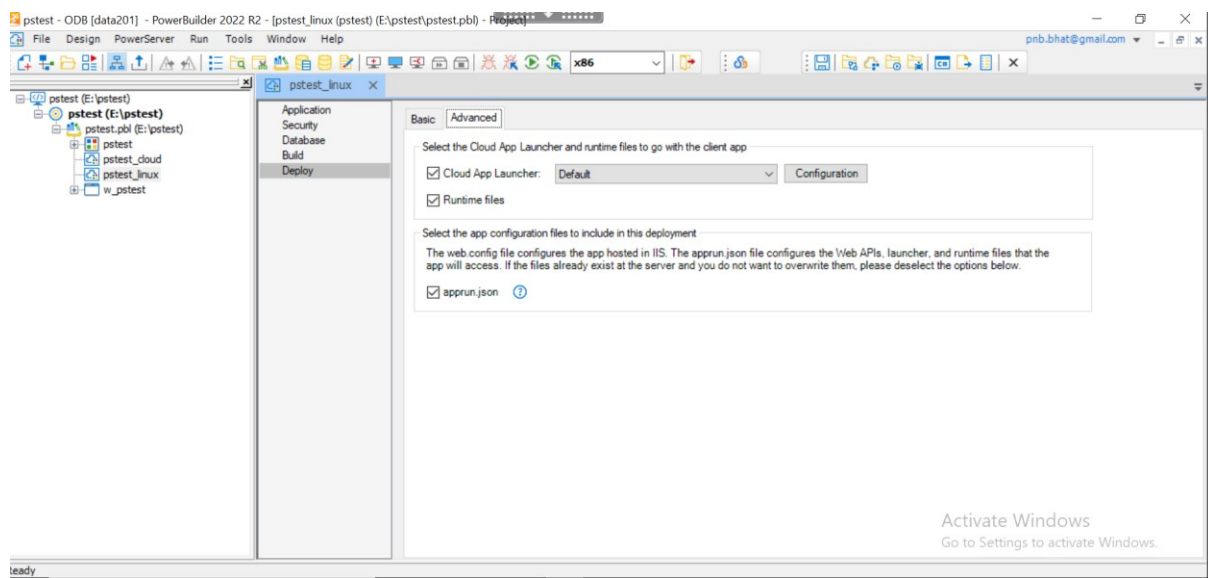 pstest - ODB [data201] - PowerBuilder 2022 R2 - [pstest_linux (pstest) (E:\pstest\pstest.pbl) - Project]
File Design PowerServer Run Tools Window Help
pnb.bhat@gmail.com
x86
pstest_linux
pstest (E:\pstest)
pstest (E:\pstest)
pstest.pbl (E:\pstest)
pstest
pstest_cloud
pstest_linux
w_pstest
Application
Security
Database
Build
Deploy
Basic Advanced
Select the Cloud App Launcher and runtime files to go with the client app
Cloud App Launcher: Default Configuration
Runtime files
Select the app configuration files to include in this deployment
The web.config file configures the app hosted in IIS. The apprun.json file configures the Web APIs, launcher, and runtime files that the
app will access. If the files already exist at the server and you do not want to overwrite them, please deselect the options below.
apprun.json
Activate Windows
Go to Settings to activate Windows.